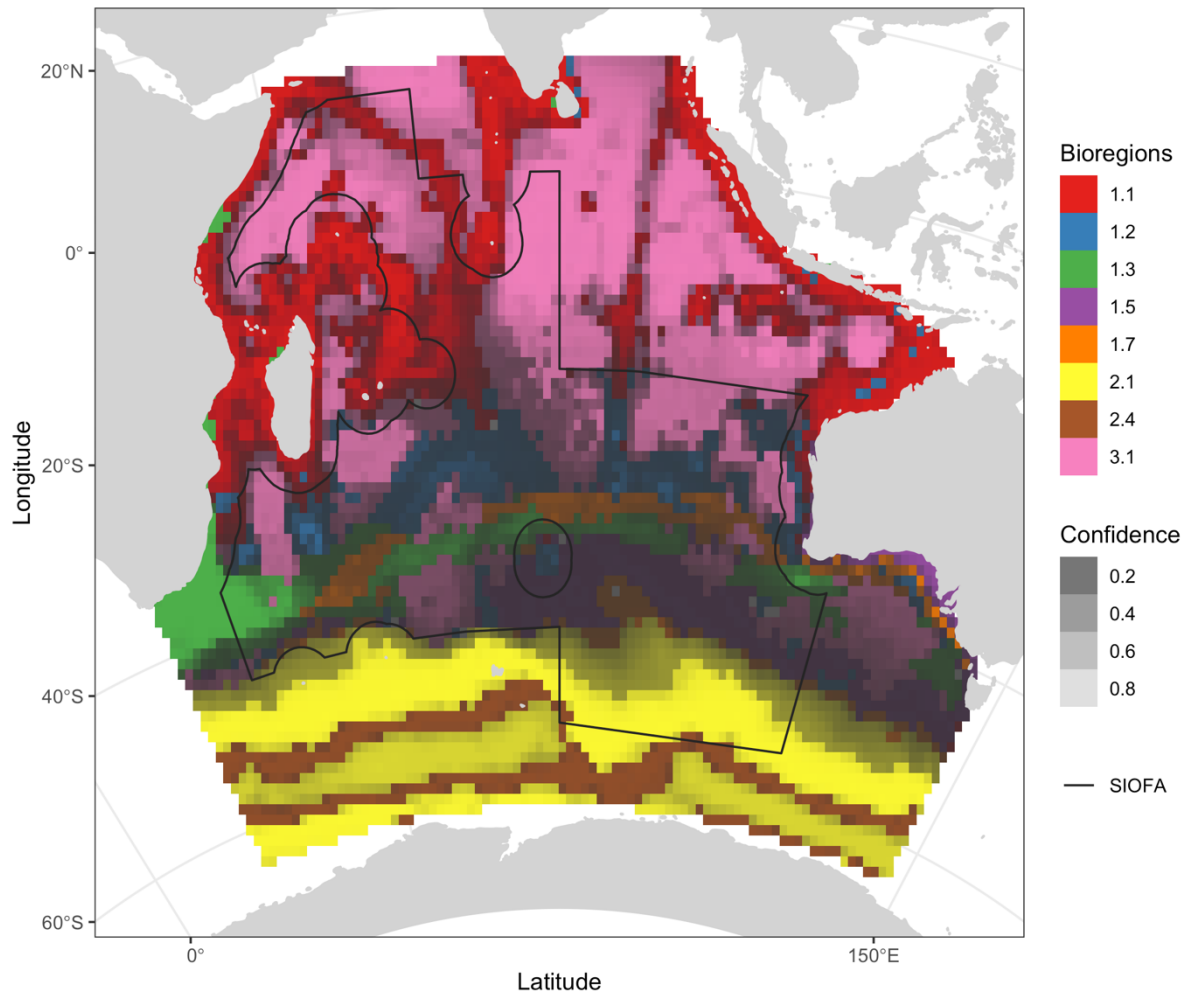 20°N
0°
20°S
40°S
60°S
Longitude
0°
150°E
Latitude
Bioregions
1.1
1.2
1.3
1.5
1.7
2.1
2.4
3.1
Confidence
0.2
0.4
0.6
0.8
SIOFA